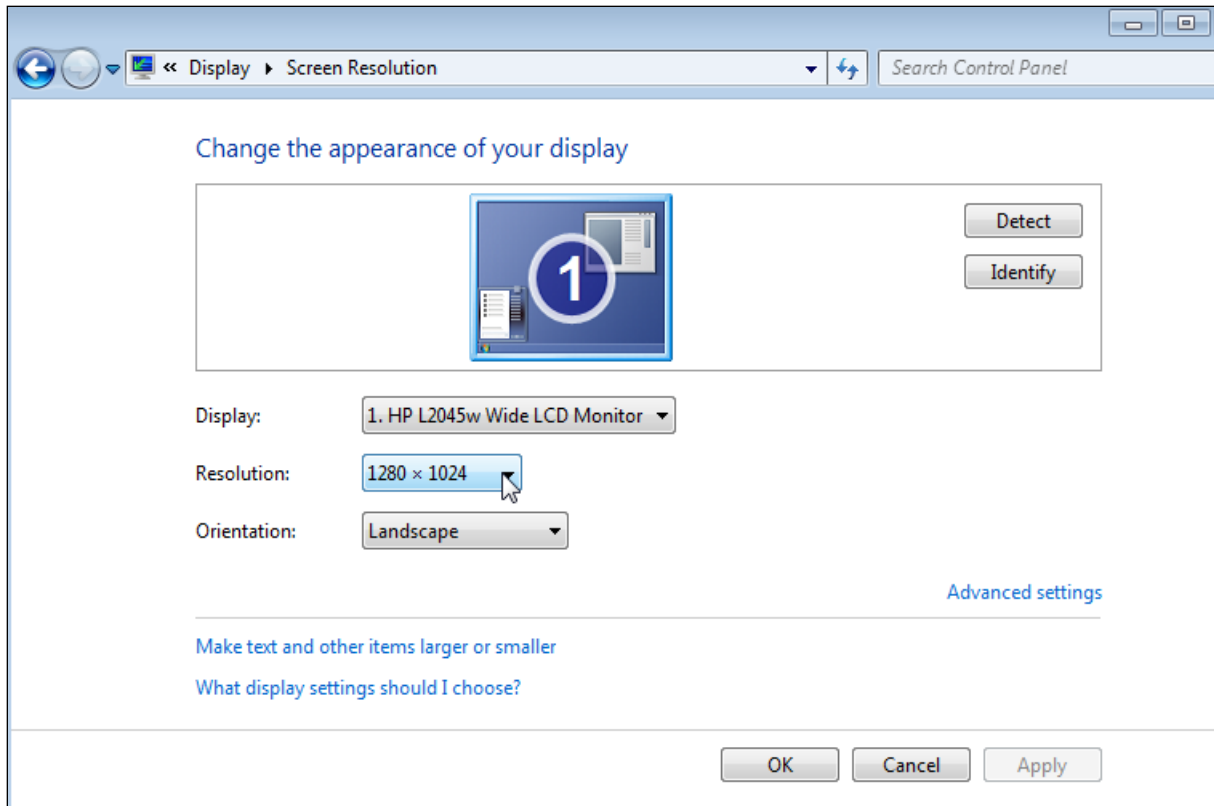 « Display ▸ Screen Resolution
Search Control Panel
Change the appearance of your display
1
Detect
Identify
Display: 1. HP L2045w Wide LCD Monitor
Resolution: 1280 × 1024
Orientation: Landscape
Advanced settings
Make text and other items larger or smaller
What display settings should I choose?
OK Cancel Apply